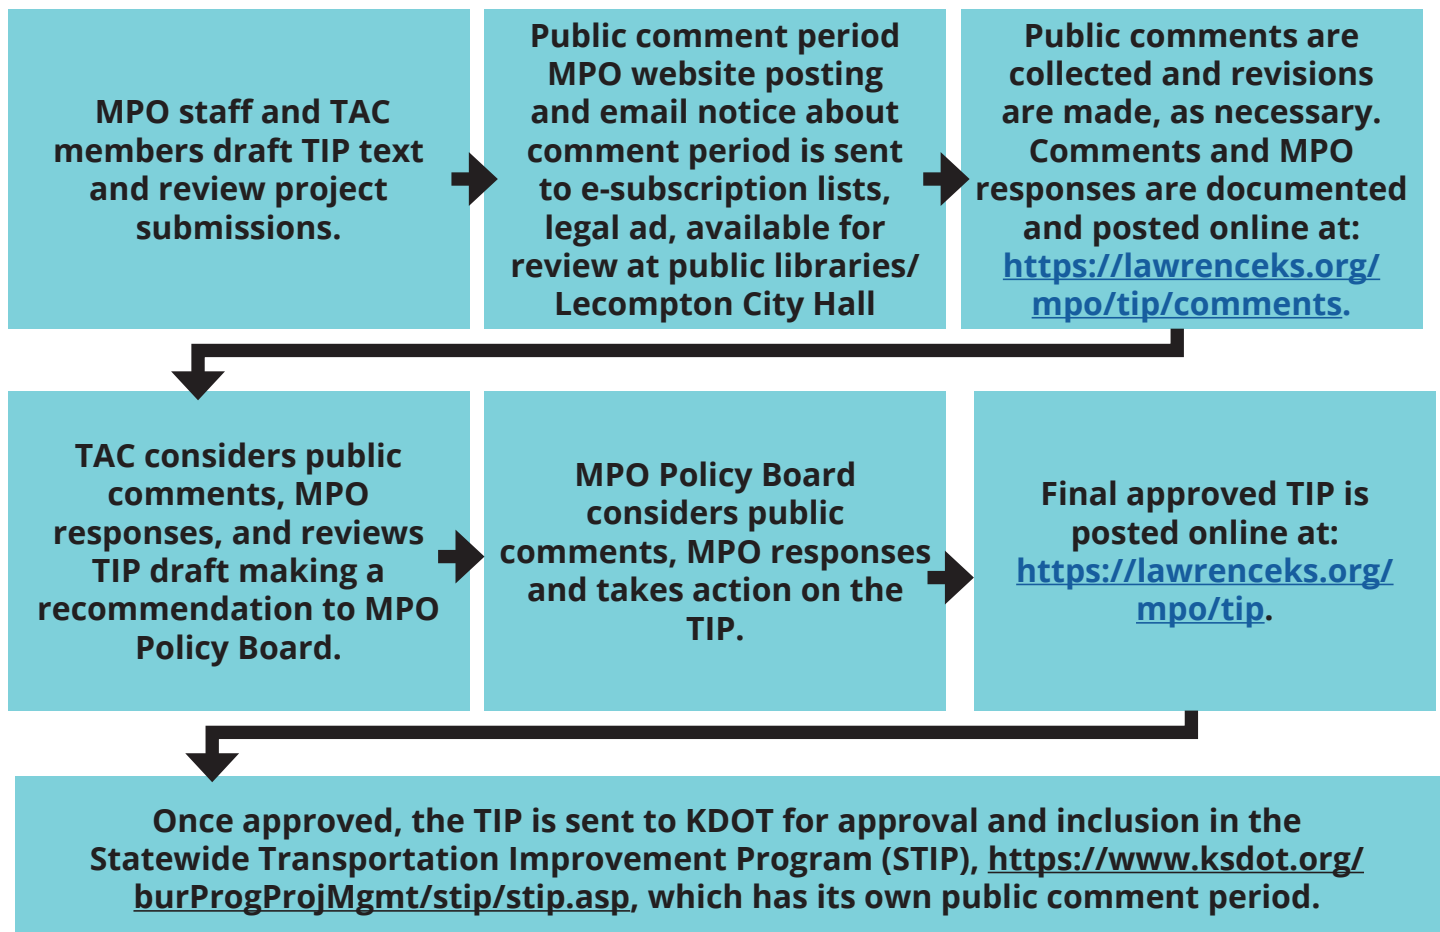 MPO staff and TAC
members draft TIP text
and review project
submissions.
Public comment period
MPO website posting
and email notice about
comment period is sent
to e-subscription lists,
legal ad, available for
review at public libraries/
Lecompton City Hall
Public comments are
collected and revisions
are made, as necessary.
Comments and MPO
responses are documented
and posted online at:
https://lawrenceks.org/
mpo/tip/comments.
TAC considers public
comments, MPO
responses, and reviews
TIP draft making a
recommendation to MPO
Policy Board.
MPO Policy Board
considers public
comments, MPO responses
and takes action on the
TIP.
Final approved TIP is
posted online at:
https://lawrenceks.org/
mpo/tip.
Once approved, the TIP is sent to KDOT for approval and inclusion in the
Statewide Transportation Improvement Program (STIP), https://www.ksdot.org/
burProgProjMgmt/stip/stip.asp, which has its own public comment period.